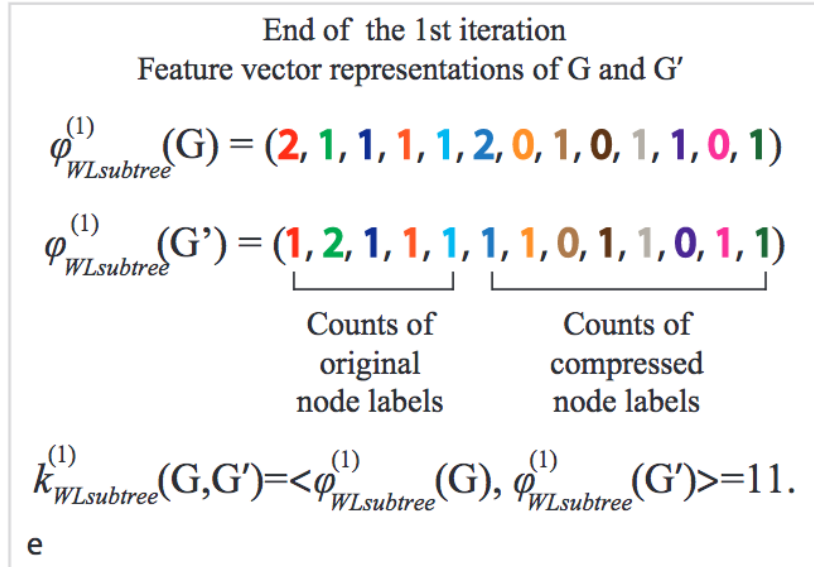 End of the 1st iteration
Feature vector representations of G and G′
φ(1)WLsubtree(G) = (2, 1, 1, 1, 1, 2, 0, 1, 0, 1, 1, 0, 1)
φ(1)WLsubtree(G’) = (1, 2, 1, 1, 1, 1, 1, 0, 1, 1, 0, 1, 1)
Counts of original node labels
Counts of compressed node labels
k(1)WLsubtree(G,G′)=<φ(1)WLsubtree(G), φ(1)WLsubtree(G′)>=11.
e